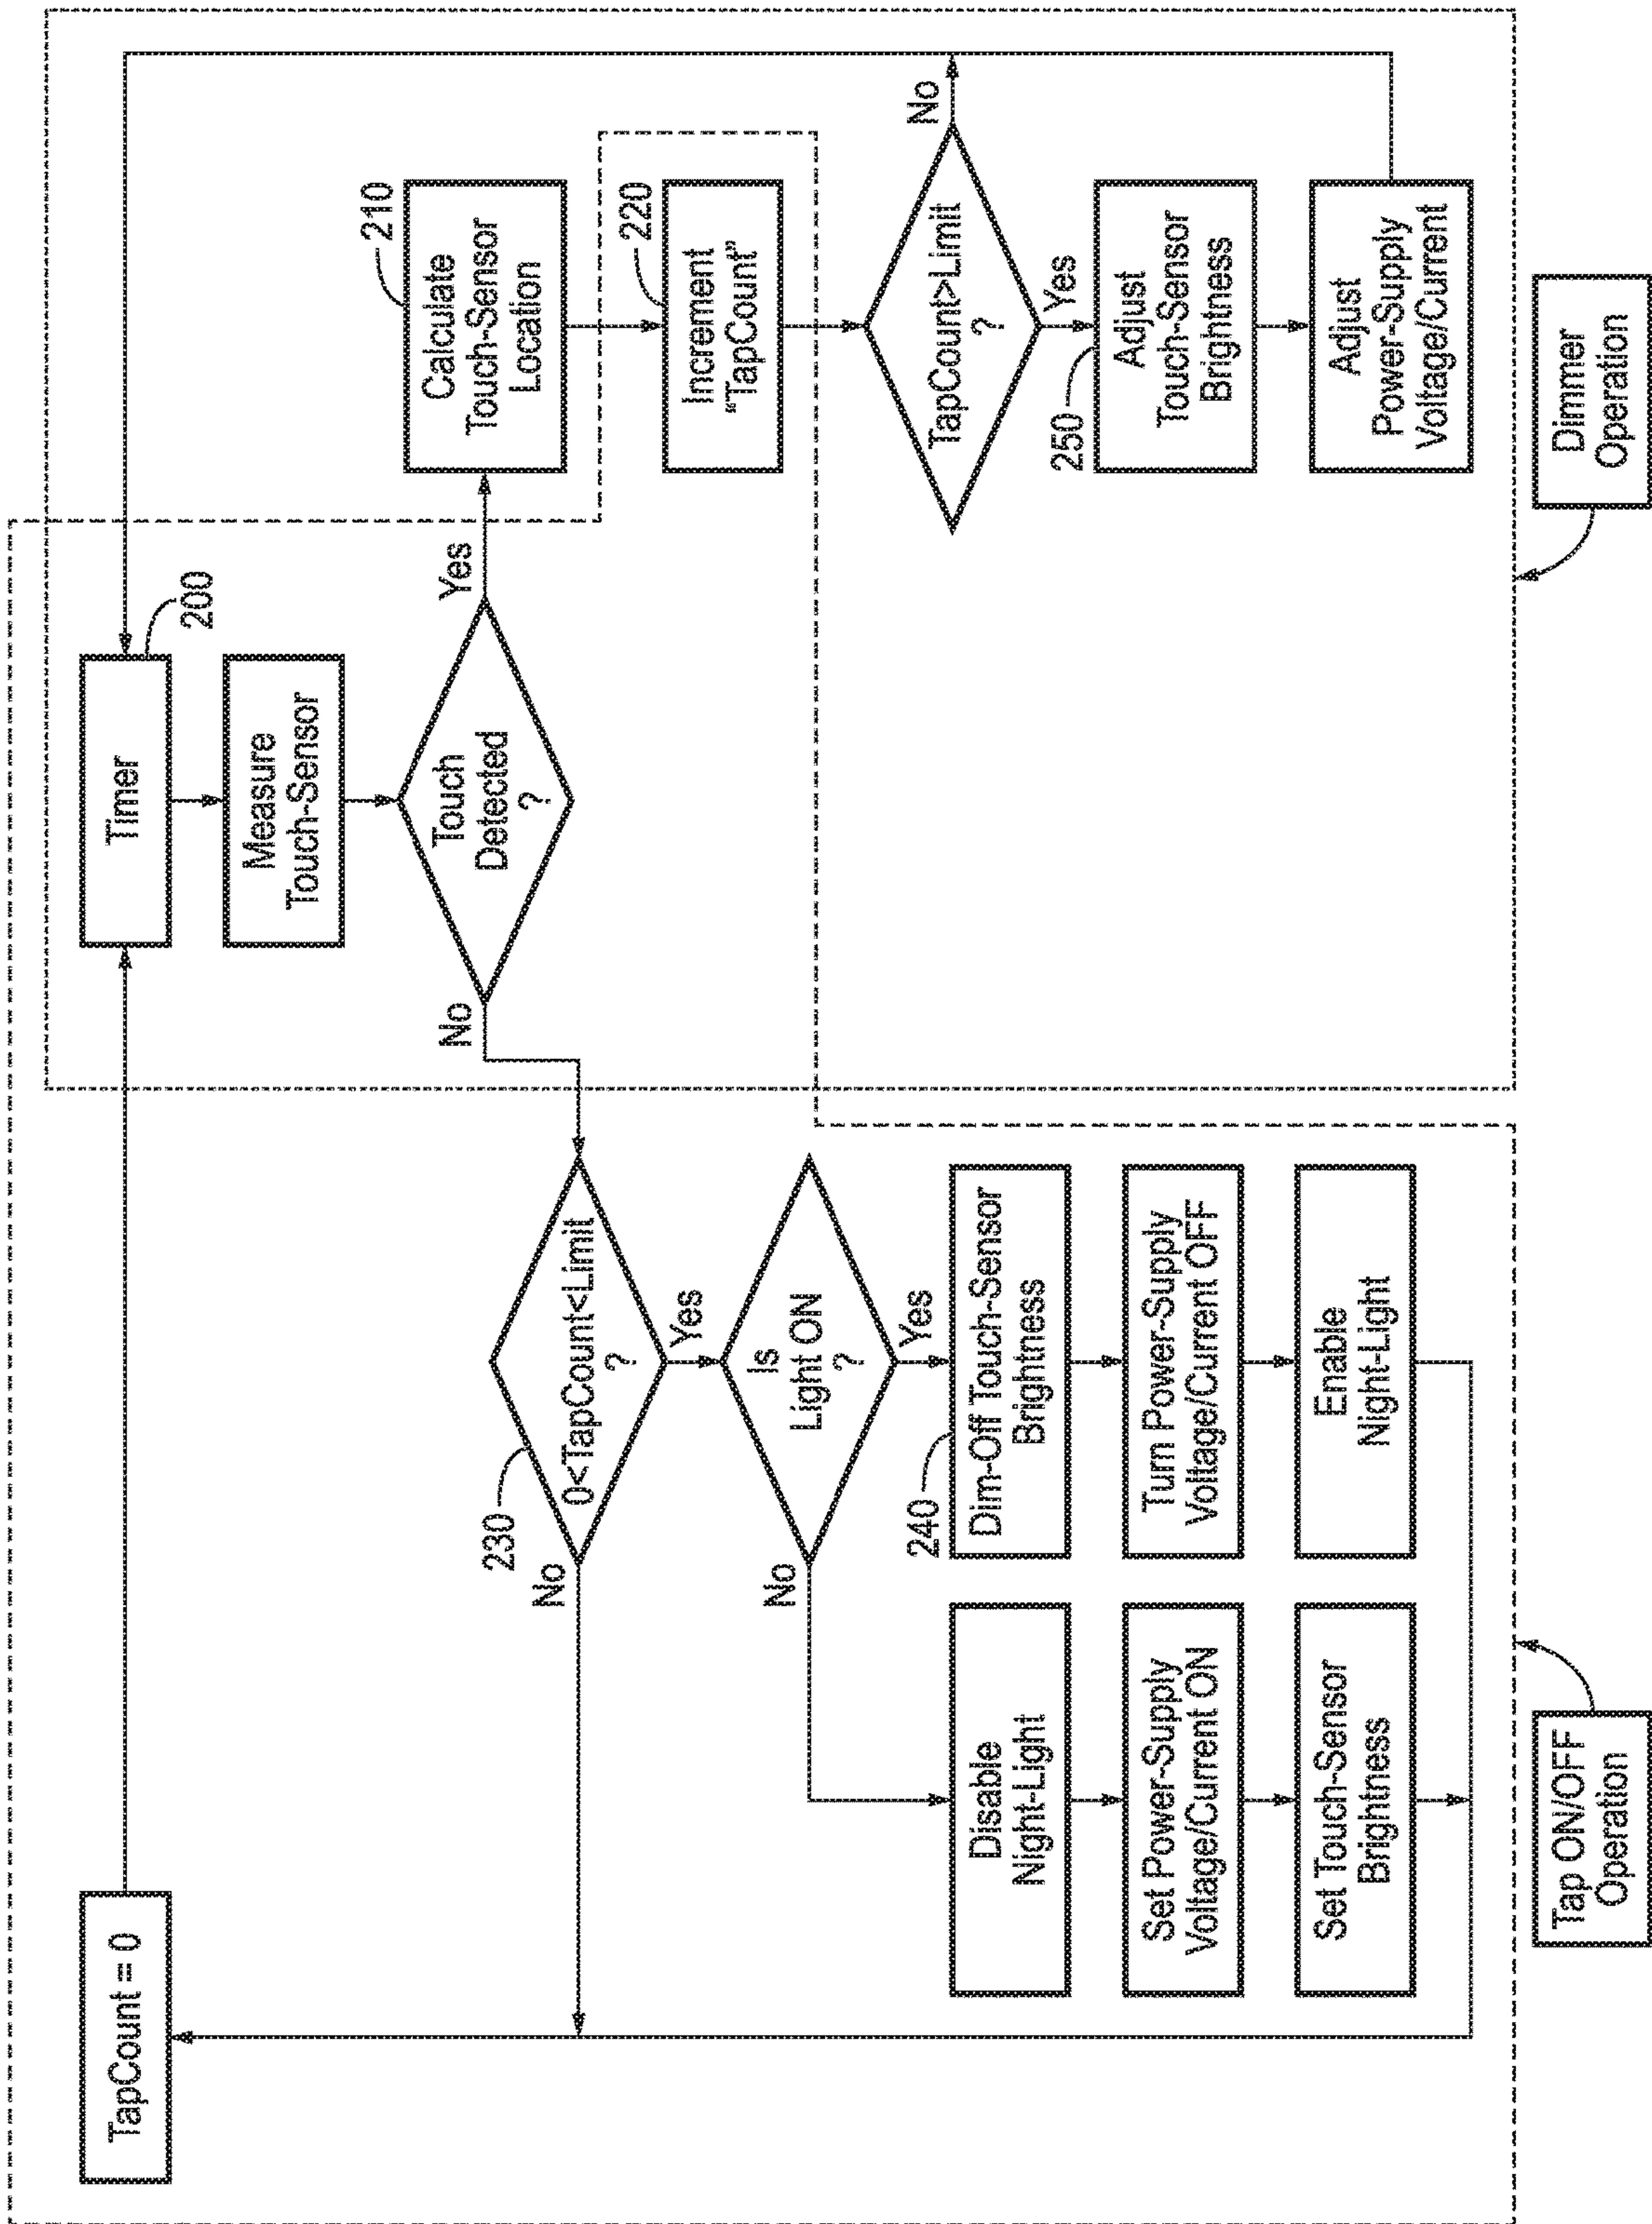 TapCount = 0
Timer
200
Measure
Touch-Sensor
Touch
Detected
?
No
Yes
210
Calculate
Touch-Sensor
Location
220
Increment
“TapCount”
TapCount>Limit
?
No
Yes
250
Adjust
Touch-Sensor
Brightness
Adjust
Power-Supply
Voltage/Current
230
0<TapCount<Limit
?
No
Yes
Is
Light ON
?
No
Yes
240
Dim-Off Touch-Sensor
Brightness
Turn Power-Supply
Voltage/Current OFF
Enable
Night-Light
Disable
Night-Light
Set Power-Supply
Voltage/Current ON
Set Touch-Sensor
Brightness
Tap ON/OFF
Operation
Dimmer
Operation